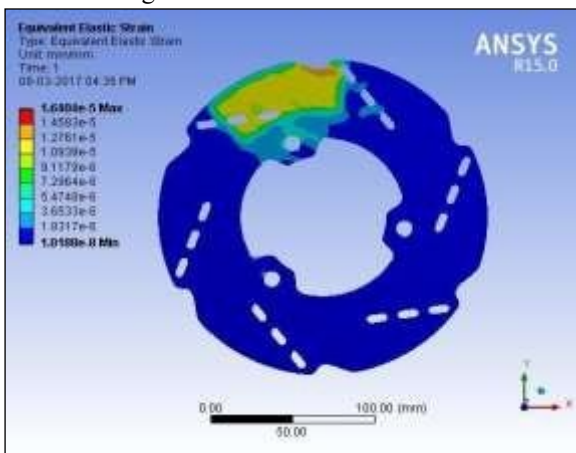 Equivalent Elastic Strain
Type: Equivalent Elastic Strain
Unit: mm/mm
Time: 1
08-03-2017 04:35 PM
ANSYS
R15.0
1.6404e-5 Max
1.4583e-5
1.2761e-5
1.0939e-5
9.1179e-6
7.2964e-6
5.4748e-6
3.6533e-6
1.8317e-6
1.0188e-8 Min
0.00
100.00 (mm)
50.00
Y
X